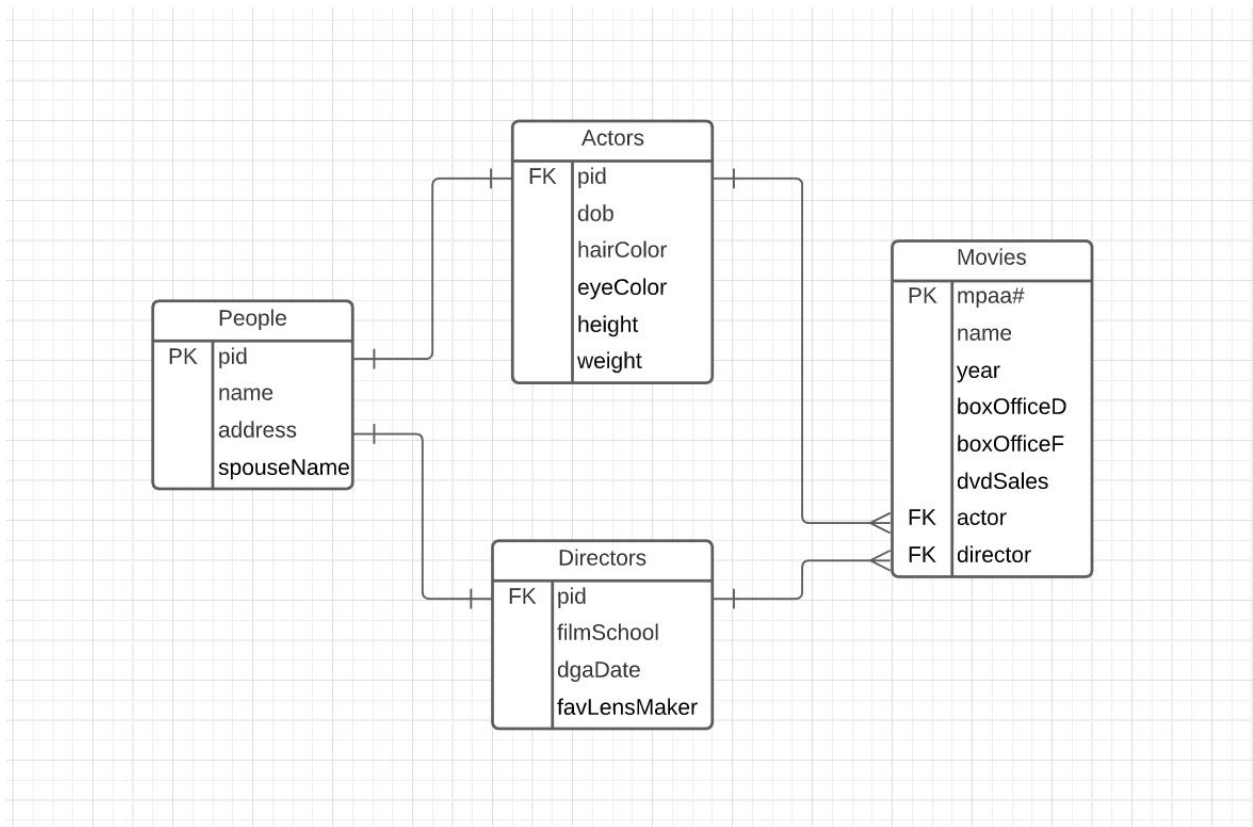 Actors
FK pid
dob
hairColor
eyeColor
height
weight
Movies
PK mpaa#
name
year
boxOfficeD
boxOfficeF
dvdSales
FK actor
FK director
People
PK pid
name
address
spouseName
Directors
FK pid
filmSchool
dgaDate
favLensMaker